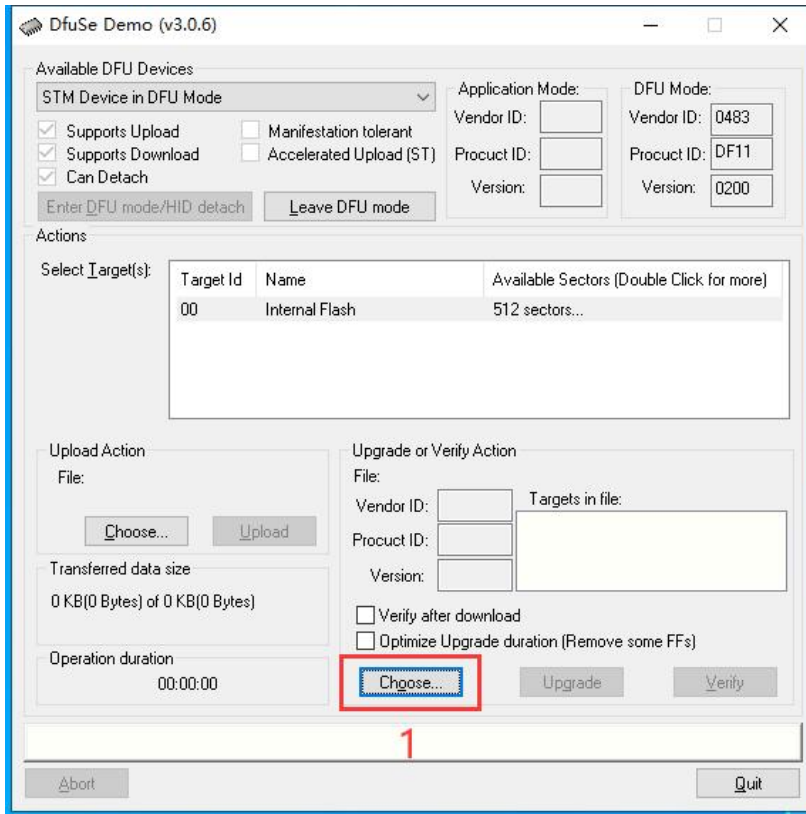 DfuSe Demo (v3.0.6)
Available DFU Devices
STM Device in DFU Mode
Supports Upload
Manifestation tolerant
Supports Download
Accelerated Upload (ST)
Can Detach
Enter DFU mode/HID detach
Leave DFU mode
Application Mode:
Vendor ID:
Procuct ID:
Version:
DFU Mode:
Vendor ID: 0483
Procuct ID: DF11
Version: 0200
Actions
Select Target(s):
Target Id Name Available Sectors (Double Click for more)
00 Internal Flash 512 sectors...
Upload Action
File:
Choose... Upload
Transferred data size
0 KB(0 Bytes) of 0 KB(0 Bytes)
Operation duration
00:00:00
Upgrade or Verify Action
File:
Vendor ID:
Procuct ID:
Version:
Targets in file:
Verify after download
Optimize Upgrade duration (Remove some FFs)
Choose... Upgrade Verify
1
Abort Quit